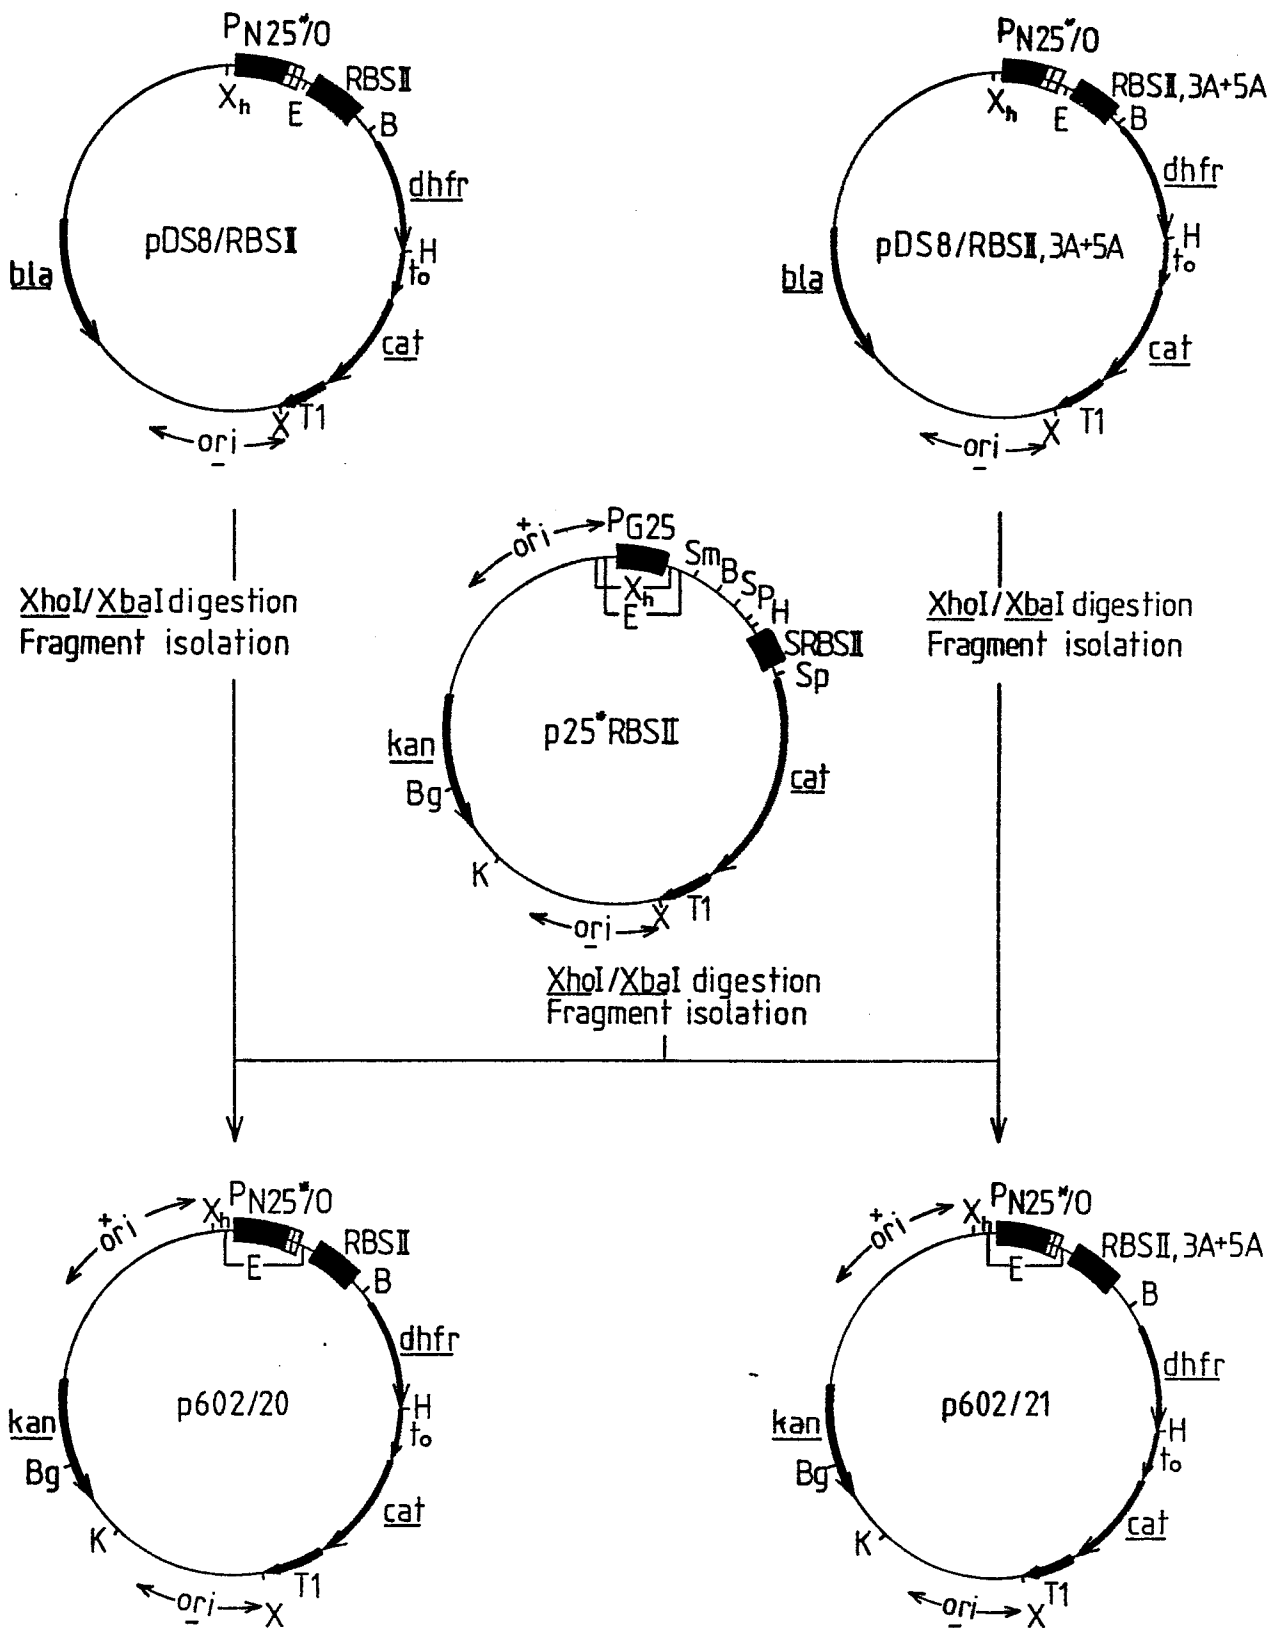 PN25*/O
RBSII
Xh
E
B
dhfr
pDS8/RBSII
H
to
bla
cat
T1
X
ori
-
PN25*/O
RBSII,3A+5A
Xh
E
B
dhfr
pDS8/RBSII,3A+5A
H
to
bla
cat
T1
X
ori
-
XhoI/XbaI digestion
Fragment isolation
+
ori
PG25
Sm
B
S
P
H
Xh
E
SRBSII
Sp
p25*RBSII
kan
Bg
cat
K
T1
X
ori
-
XhoI/XbaI digestion
Fragment isolation
XhoI/XbaI digestion
Fragment isolation
+
ori
Xh
PN25*/O
RBSII
E
B
dhfr
p602/20
H
to
kan
Bg
cat
K
T1
ori
-
X
+
ori
Xh
PN25*/O
RBSII,3A+5A
E
B
dhfr
p602/21
H
to
kan
Bg
cat
K
T1
ori
-
X